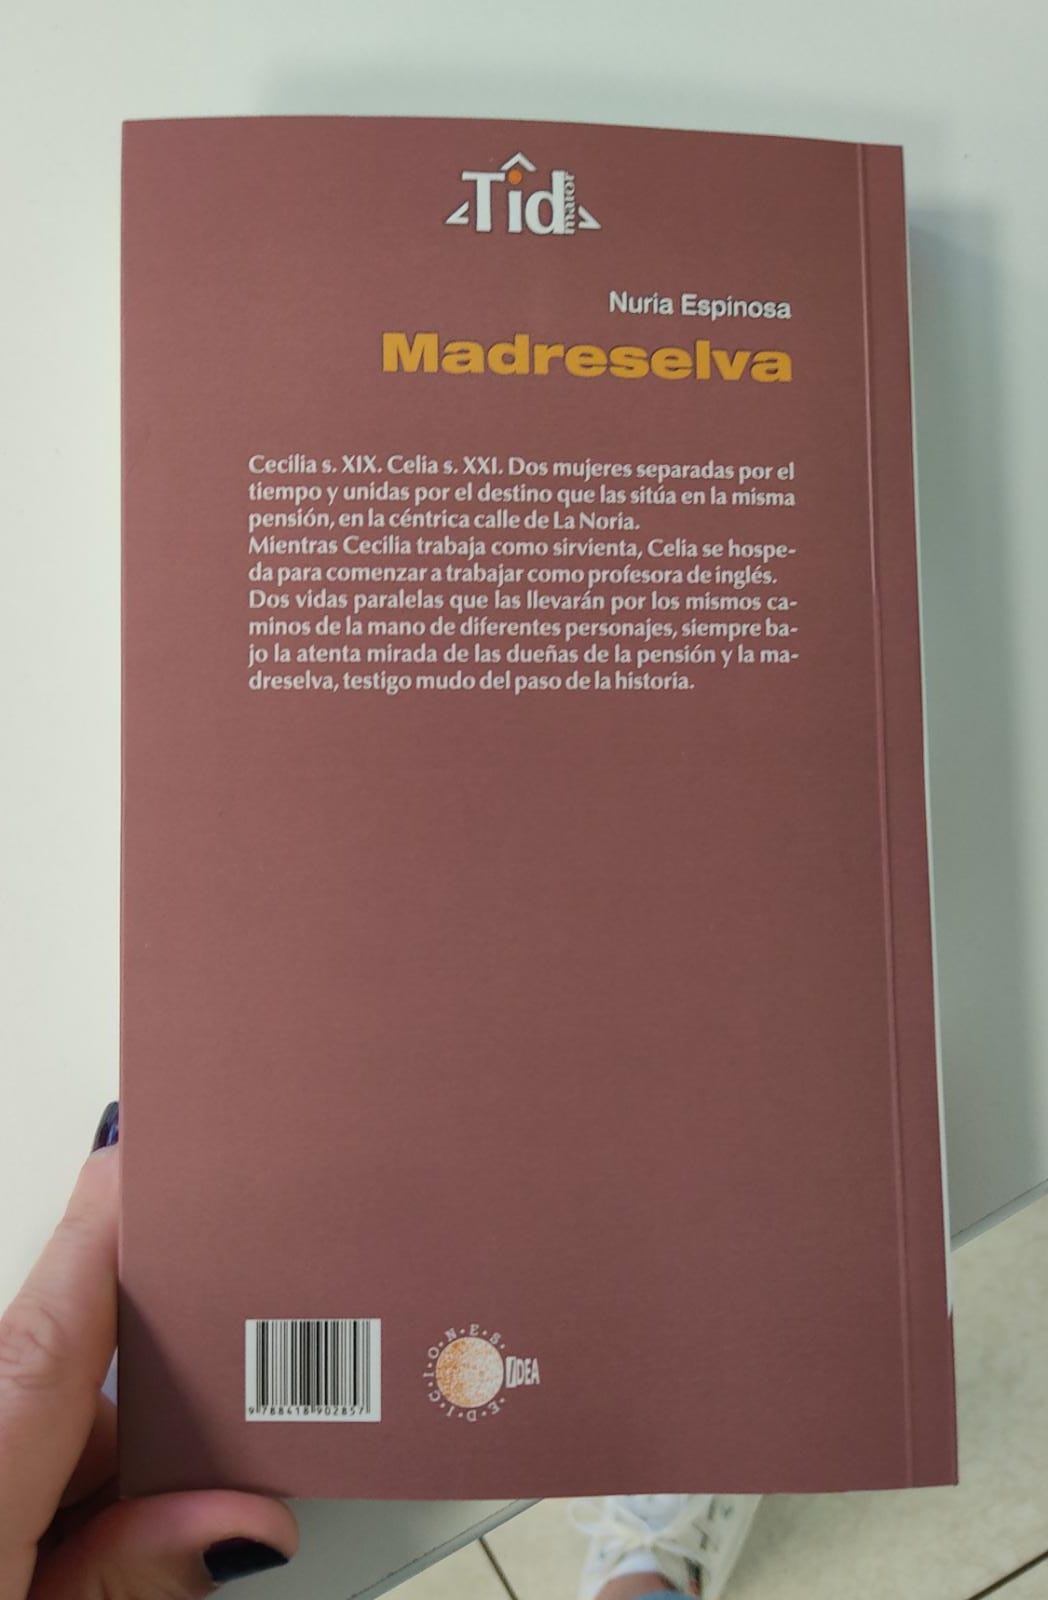 Tid
maior
Nuria Espinosa
Madreselva
Cecilia s. XIX. Celia s. XXI. Dos mujeres separadas por el
tiempo y unidas por el destino que las sitúa en la misma
pensión, en la céntrica calle de La Noria.
Mientras Cecilia trabaja como sirvienta, Celia se hospe-
da para comenzar a trabajar como profesora de inglés.
Dos vidas paralelas que las llevarán por los mismos ca-
minos de la mano de diferentes personajes, siempre ba-
jo la atenta mirada de las dueñas de la pensión y la ma-
dreselva, testigo mudo del paso de la historia.
9 788418 902857
EDICIONES
IDEA